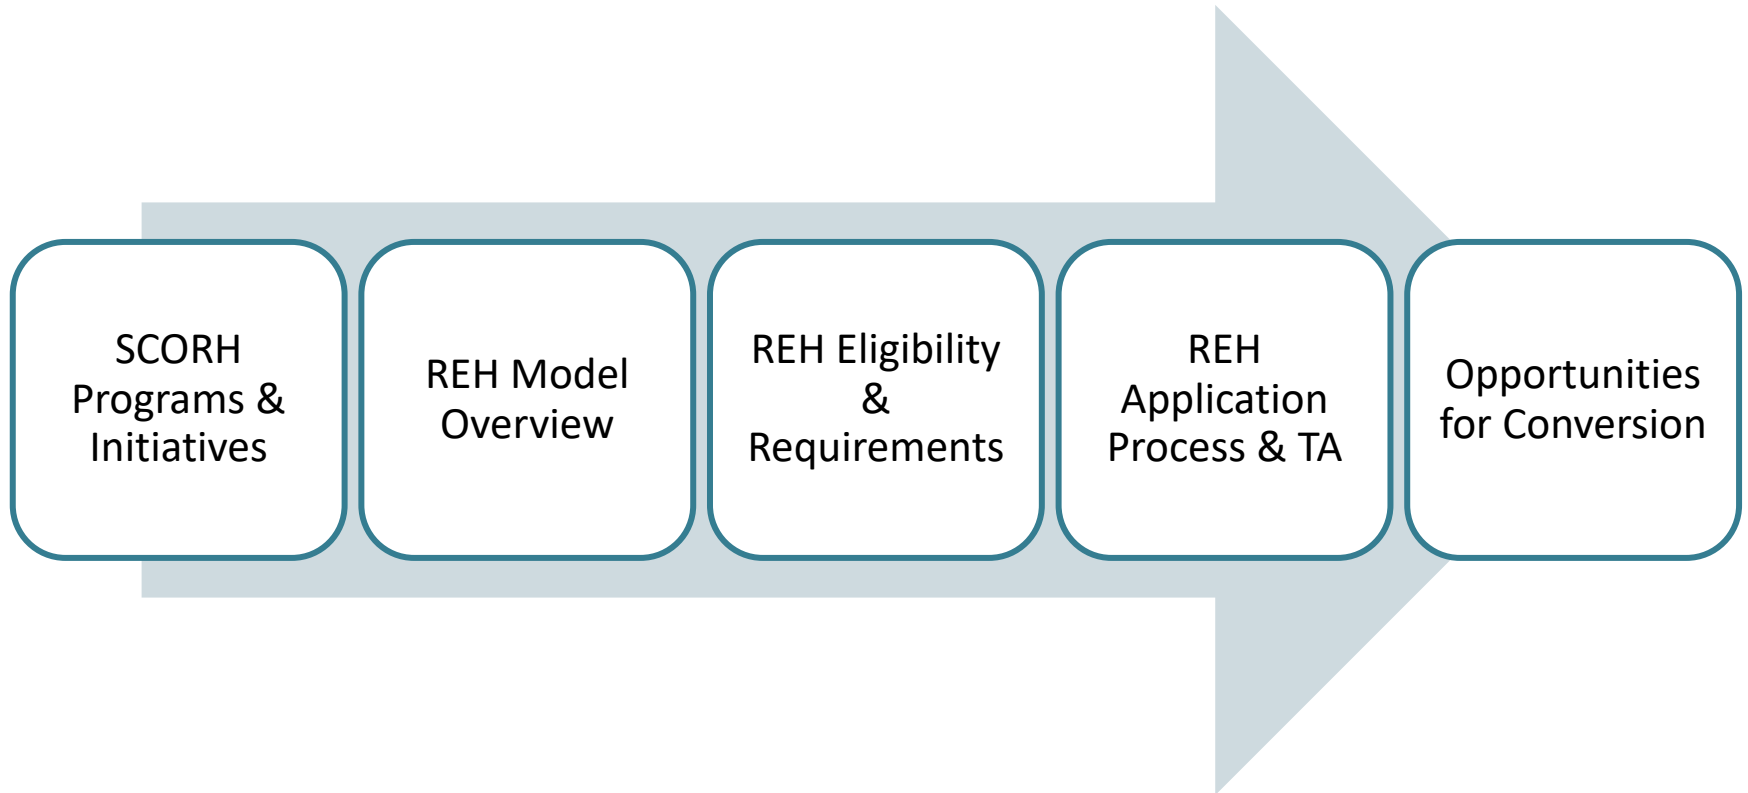 SCORH
Programs &
Initiatives
REH Model
Overview
REH Eligibility
&
Requirements
REH
Application
Process & TA
Opportunities
for Conversion